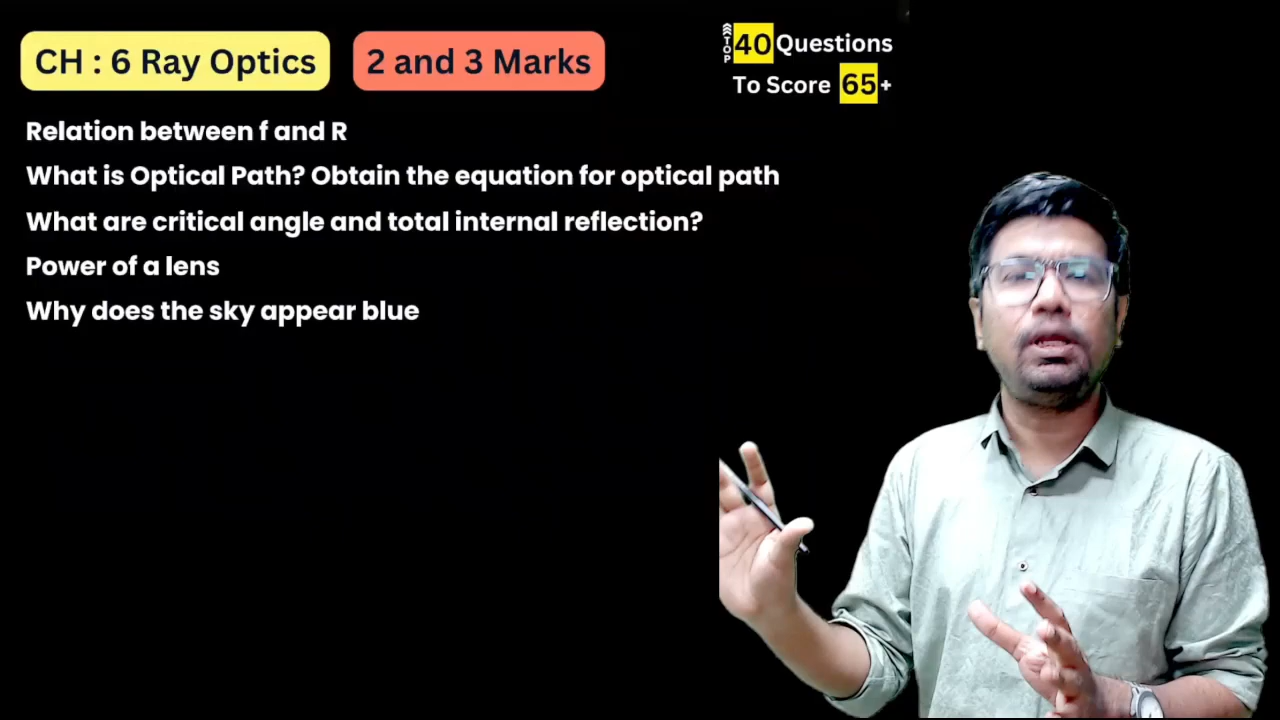 CH : 6 Ray Optics
2 and 3 Marks
TOP 40 Questions
To Score 65+
Relation between f and R
What is Optical Path? Obtain the equation for optical path
What are critical angle and total internal reflection?
Power of a lens
Why does the sky appear blue